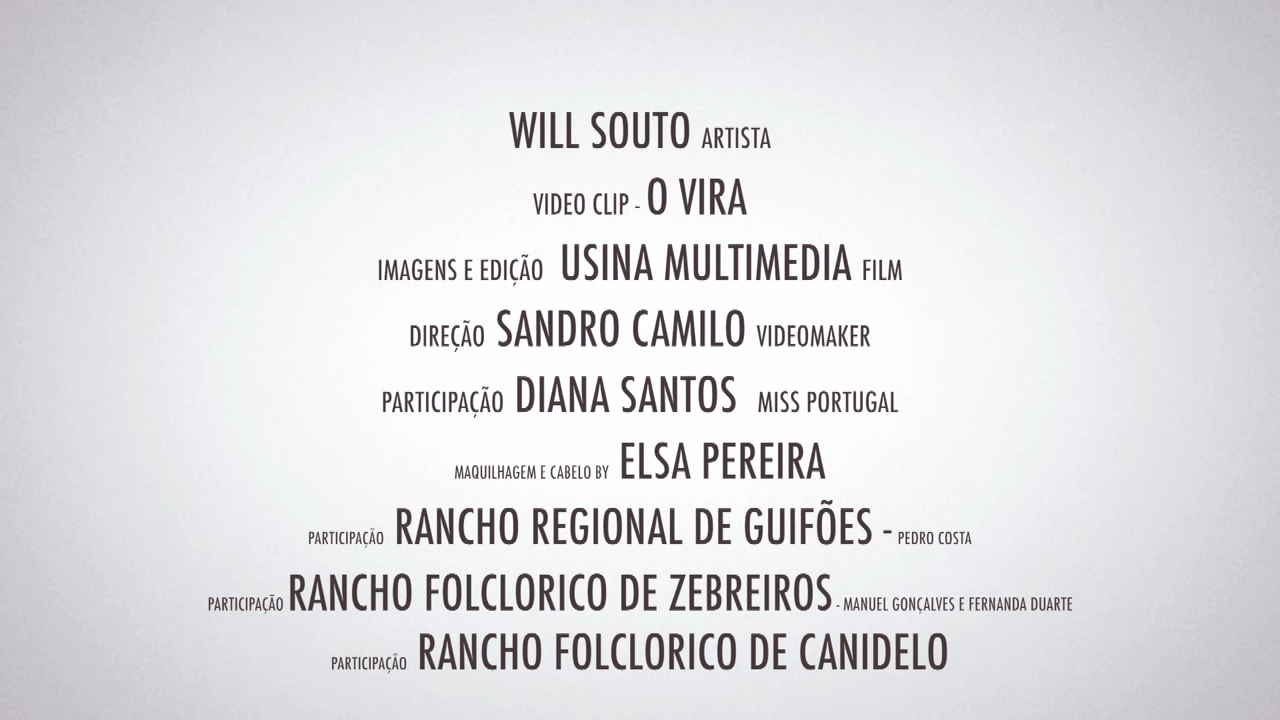 WILL SOUTO ARTISTA
VIDEO CLIP - O VIRA
IMAGENS E EDIÇÃO USINA MULTIMEDIA FILM
DIREÇÃO SANDRO CAMILO VIDEOMAKER
PARTICIPAÇÃO DIANA SANTOS MISS PORTUGAL
MAQUILHAGEM E CABELO BY ELSA PEREIRA
PARTICIPAÇÃO RANCHO REGIONAL DE GUIFÕES - PEDRO COSTA
PARTICIPAÇÃO RANCHO FOLCLORICO DE ZEBREIROS - MANUEL GONÇALVES E FERNANDA DUARTE
PARTICIPAÇÃO RANCHO FOLCLORICO DE CANIDELO